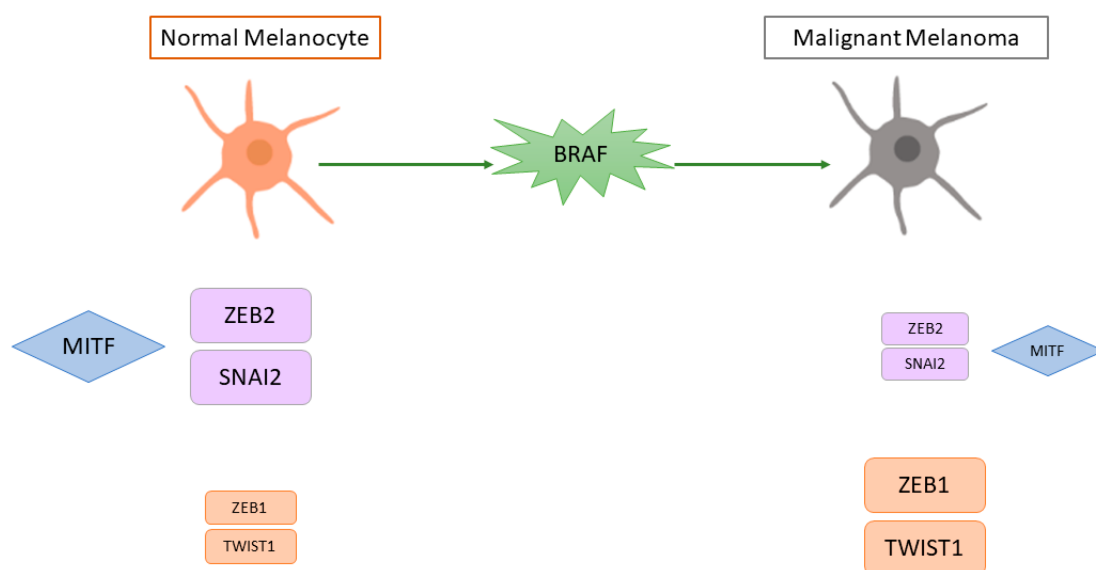 Normal Melanocyte
Malignant Melanoma
BRAF
ZEB2
SNAI2
MITF
ZEB2
SNAI2
MITF
ZEB1
TWIST1
ZEB1
TWIST1